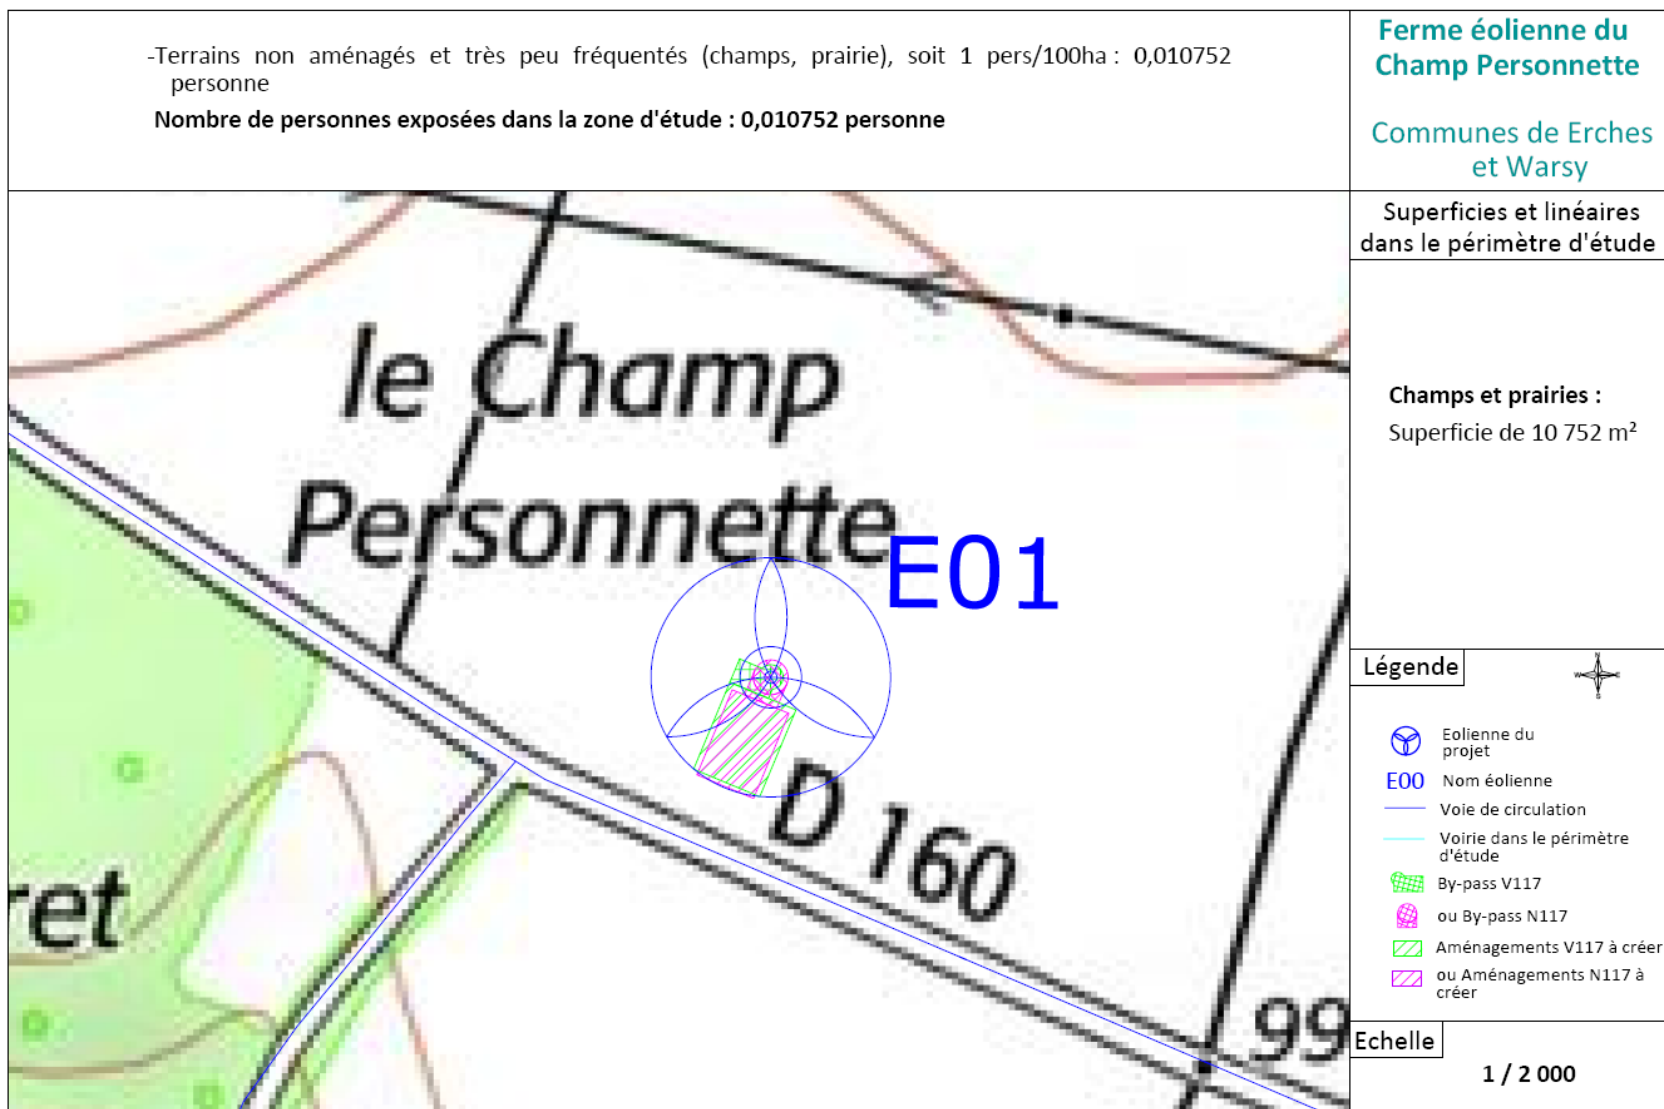 -Terrains non aménagés et très peu fréquentés (champs, prairie), soit 1 pers/100ha : 0,010752
personne
Nombre de personnes exposées dans la zone d'étude : 0,010752 personne
Ferme éolienne du
Champ Personnette
Communes de Erches
et Warsy
Superficies et linéaires
dans le périmètre d'étude
Champs et prairies :
Superficie de 10 752 m²
le Champ
Personnette
E01
D 160
ret
99
Légende
N
W E
S
Eolienne du
projet
E00 Nom éolienne
Voie de circulation
Voirie dans le périmètre
d'étude
By-pass V117
ou By-pass N117
Aménagements V117 à créer
ou Aménagements N117 à
créer
Echelle
1 / 2 000